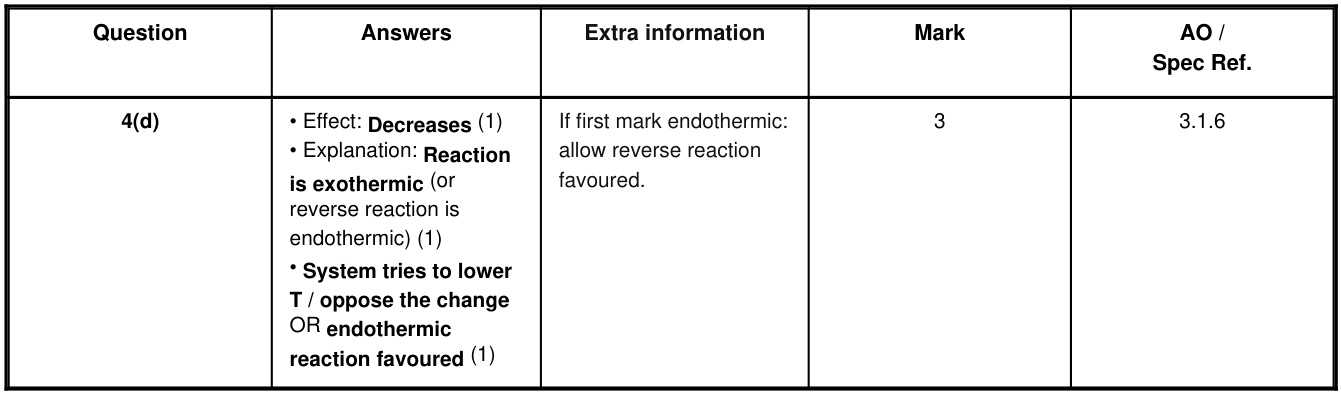 Question
Answers
Extra information
Mark
AO /
Spec Ref.
4(d)
• Effect: Decreases (1)
• Explanation: Reaction
is exothermic (or
reverse reaction is
endothermic) (1)
• System tries to lower
T / oppose the change
OR endothermic
reaction favoured (1)
If first mark endothermic:
allow reverse reaction
favoured.
3
3.1.6